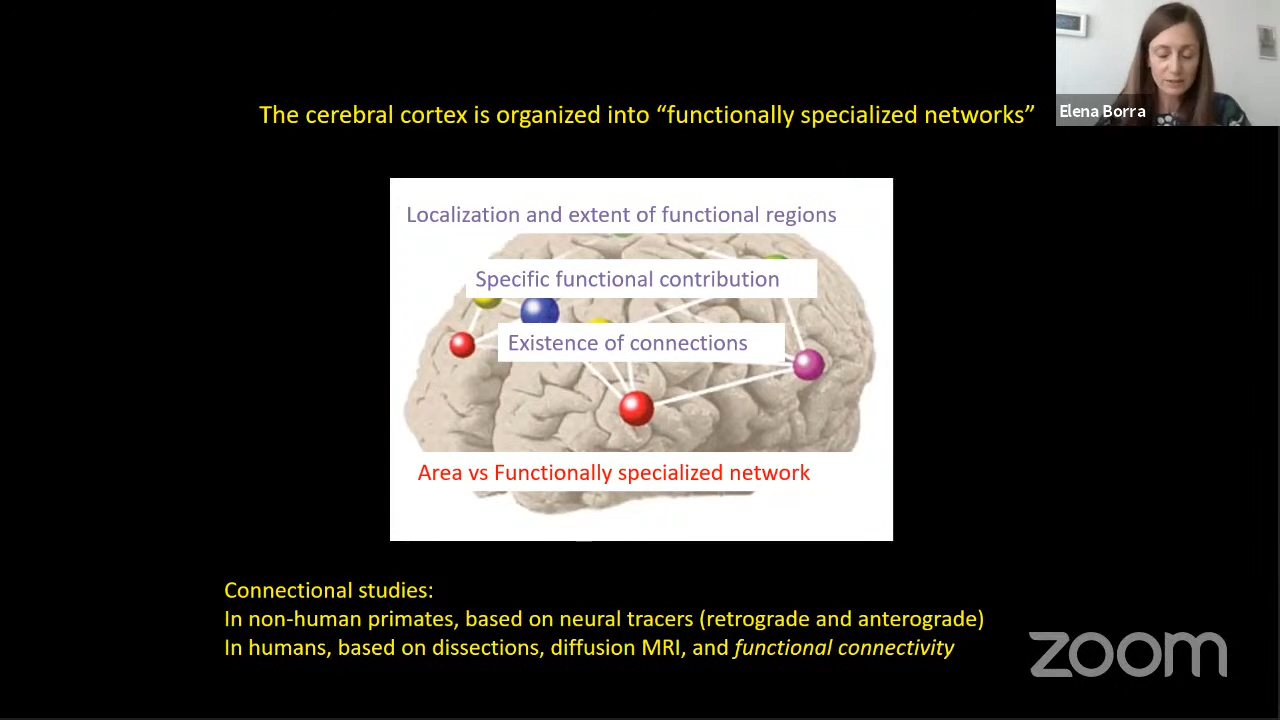 The cerebral cortex is organized into “functionally specialized networks”
Elena Borra
Localization and extent of functional regions
Specific functional contribution
Existence of connections
Area vs Functionally specialized network
Connectional studies:
In non-human primates, based on neural tracers (retrograde and anterograde)
In humans, based on dissections, diffusion MRI, and functional connectivity
zoom